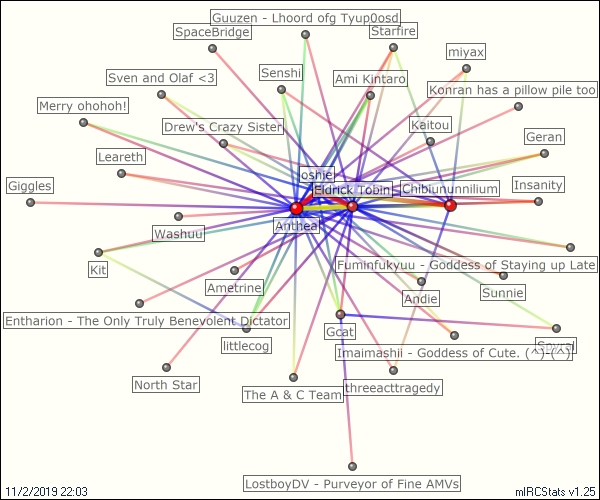 Guuzen - Lhoord ofg Tyup0osd
SpaceBridge
Starfire
miyax
Sven and Olaf <3
Senshi
Ami Kintaro
Konran has a pillow pile too
Merry ohohoh!
Drew's Crazy Sister
Kaitou
Geran
Leareth
oshie
Giggles
Eldrick Tobin
Chibiununnilium
Insanity
Washuu
Anthea
Kit
Fuminfukyuu - Goddess of Staying up Late
Ametrine
Sunnie
Andie
Entharion - The Only Truly Benevolent Dictator
Gcat
littlecog
Spyral
Imaimashii - Goddess of Cute. (^)-(^)
North Star
The A & C Team
threeacttragedy
LostboyDV - Purveyor of Fine AMVs
11/2/2019 22:03
mIRCStats v1.25